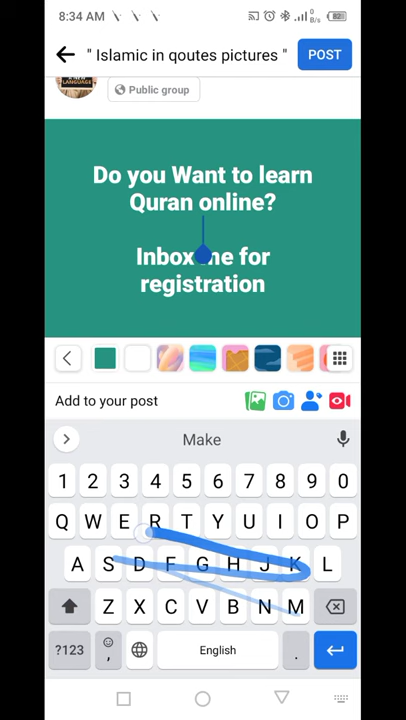 8:34 AM
0
B/s
82
" Islamic in qoutes pictures "
POST
Public group
Do you Want to learn
Quran online?
Inbox me for
registration
Add to your post
Make
1 2 3 4 5 6 7 8 9 0
Q W E R T Y U I O P
A S D F G H J K L
Z X C V B N M
?123 , English .